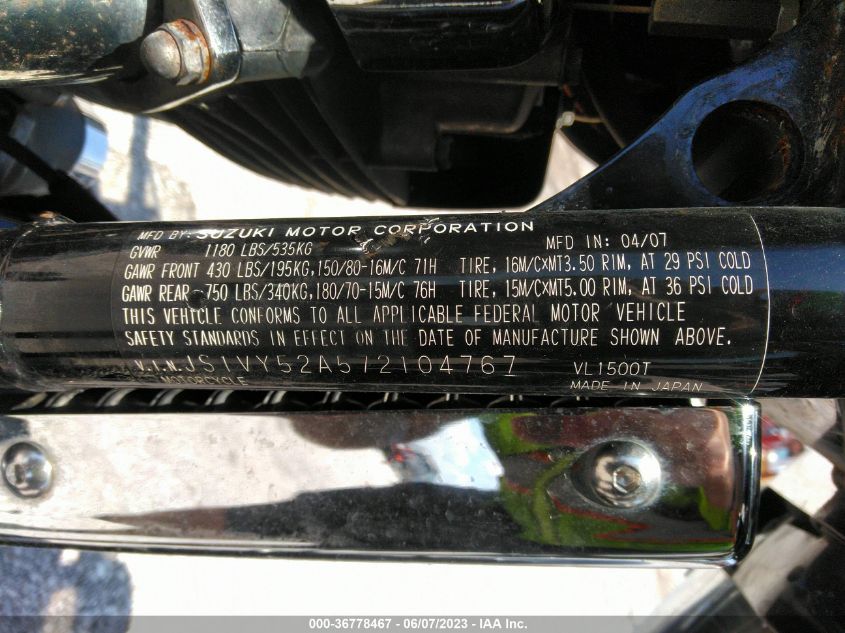 MFD BY: SUZUKI MOTOR CORPORATION
GVWR 1180 LBS/535KG MFD IN: 04/07
GAWR FRONT 430 LBS/195KG,150/80-16M/C 71H TIRE, 16M/CXMT3.50 RIM, AT 29 PSI COLD
GAWR REAR 750 LBS/340KG,180/70-15M/C 76H TIRE, 15M/CXMT5.00 RIM, AT 36 PSI COLD
THIS VEHICLE CONFORMS TO ALL APPLICABLE FEDERAL MOTOR VEHICLE
SAFETY STANDARDS IN EFFECT ON THE DATE OF MANUFACTURE SHOWN ABOVE.
V.I.N. JS1VY52A572104767 VL1500T
MOTORCYCLE MADE IN JAPAN
000-36778467 - 06/07/2023 - IAA Inc.